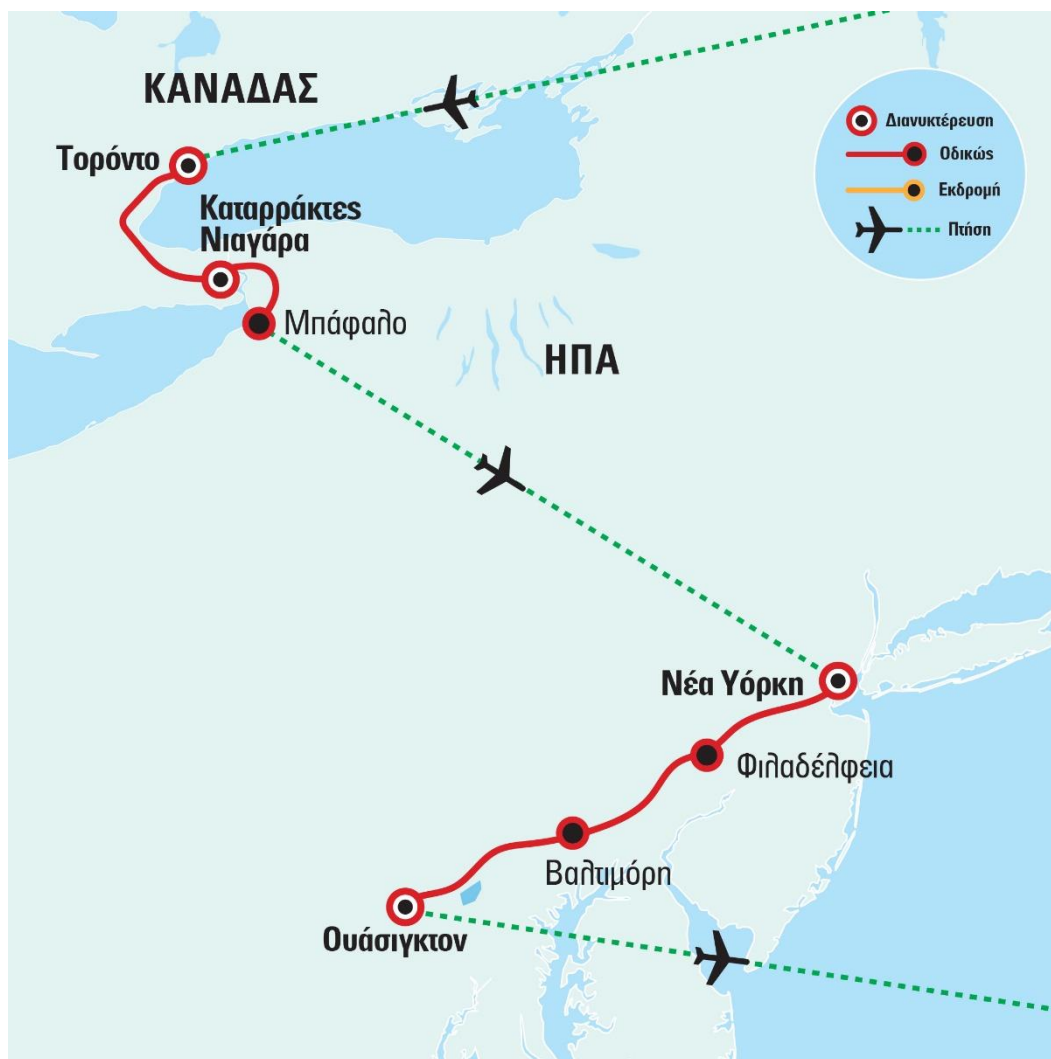 ΚΑΝΑΔΑΣ
Τορόντο
Καταρράκτες
Νιαγάρα
Μπάφαλο
ΗΠΑ
Διανυκτέρευση
Οδικώς
Εκδρομή
Πτήση
Νέα Υόρκη
Φιλαδέλφεια
Βαλτιμόρη
Ουάσιγκτον